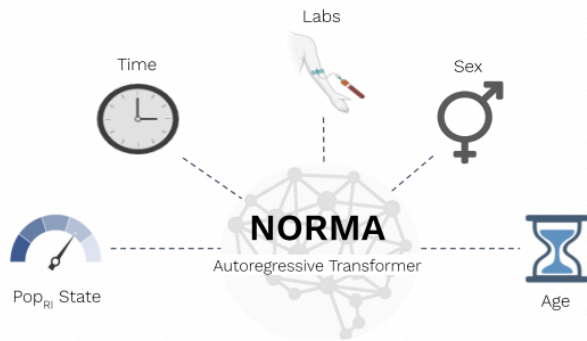 Labs
Time
Sex
NORMA
Autoregressive Transformer
Pop_RI State
Age